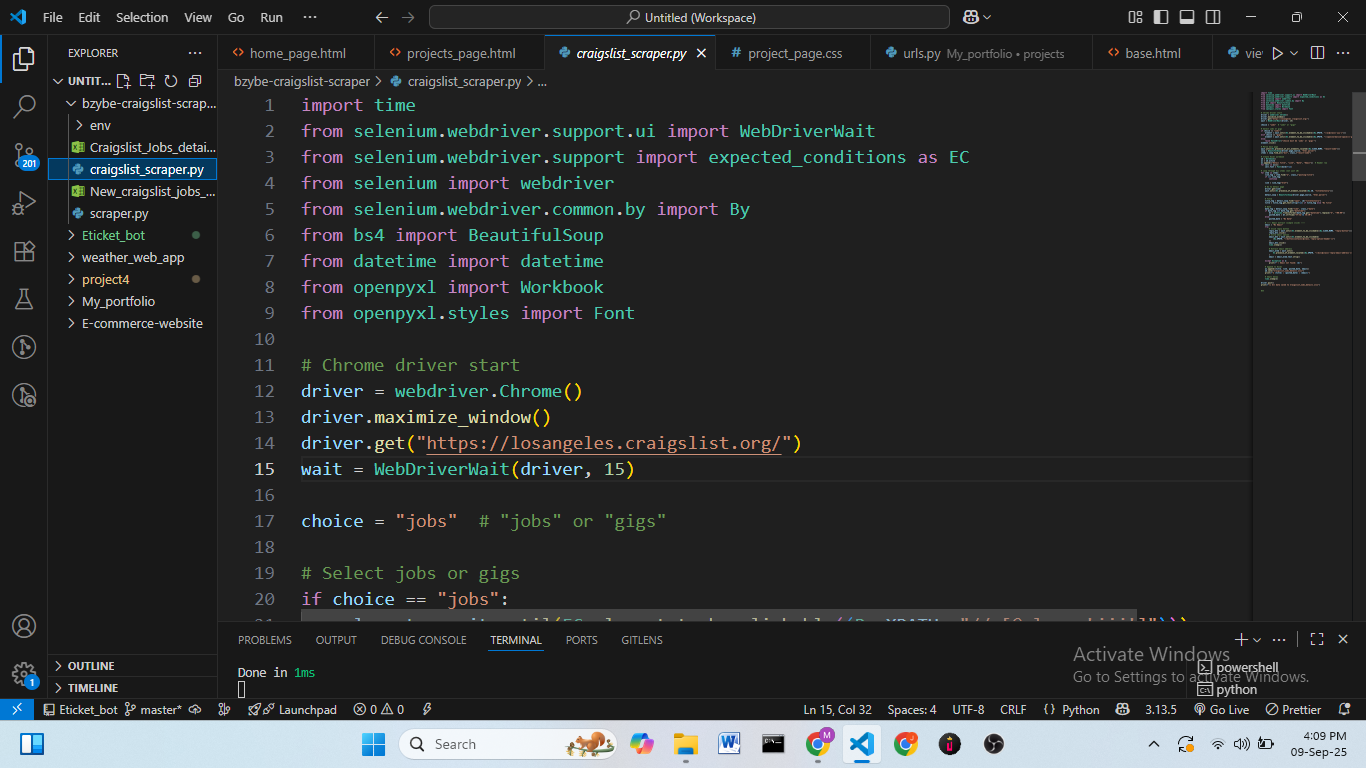 File Edit Selection View Go Run ··· Untitled (Workspace)
EXPLORER
home_page.html projects_page.html craigslist_scraper.py project_page.css urls.py My_portfolio • projects base.html
UNTIT...
bzybe-craigslist-scraper > craigslist_scraper.py > ...
bzybe-craigslist-scrap...
env
Craigslist_Jobs_detai...
craigslist_scraper.py
New_craigslist_jobs_...
scraper.py
Eticket_bot
weather_web_app
project4
My_portfolio
E-commerce-website
201
1
OUTLINE
TIMELINE
1 import time
2 from selenium.webdriver.support.ui import WebDriverWait
3 from selenium.webdriver.support import expected_conditions as EC
4 from selenium import webdriver
5 from selenium.webdriver.common.by import By
6 from bs4 import BeautifulSoup
7 from datetime import datetime
8 from openpyxl import Workbook
9 from openpyxl.styles import Font
10
11 # Chrome driver start
12 driver = webdriver.Chrome()
13 driver.maximize_window()
14 driver.get("https://losangeles.craigslist.org/")
15 wait = WebDriverWait(driver, 15)
16
17 choice = "jobs" # "jobs" or "gigs"
18
19 # Select jobs or gigs
20 if choice == "jobs":
PROBLEMS OUTPUT DEBUG CONSOLE TERMINAL PORTS GITLENS
Done in 1ms
powershell
python
Activate Windows
Go to Settings to activate Windows.
Eticket_bot master* Launchpad 0 0 Ln 15, Col 32 Spaces: 4 UTF-8 CRLF {} Python 3.13.5 Go Live Prettier
Search
M
4:09 PM
09-Sep-25